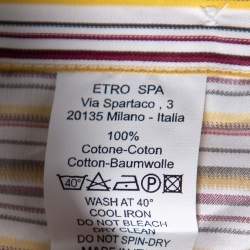 ETRO SPA
Via Spartaco , 3
20135 Milano - Italia
100%
Cotone-Coton
Cotton-Baumwolle
40° P
WASH AT 40°
COOL IRON
DO NOT BLEACH
DRY CLEAN
DO NOT SPIN-DRY